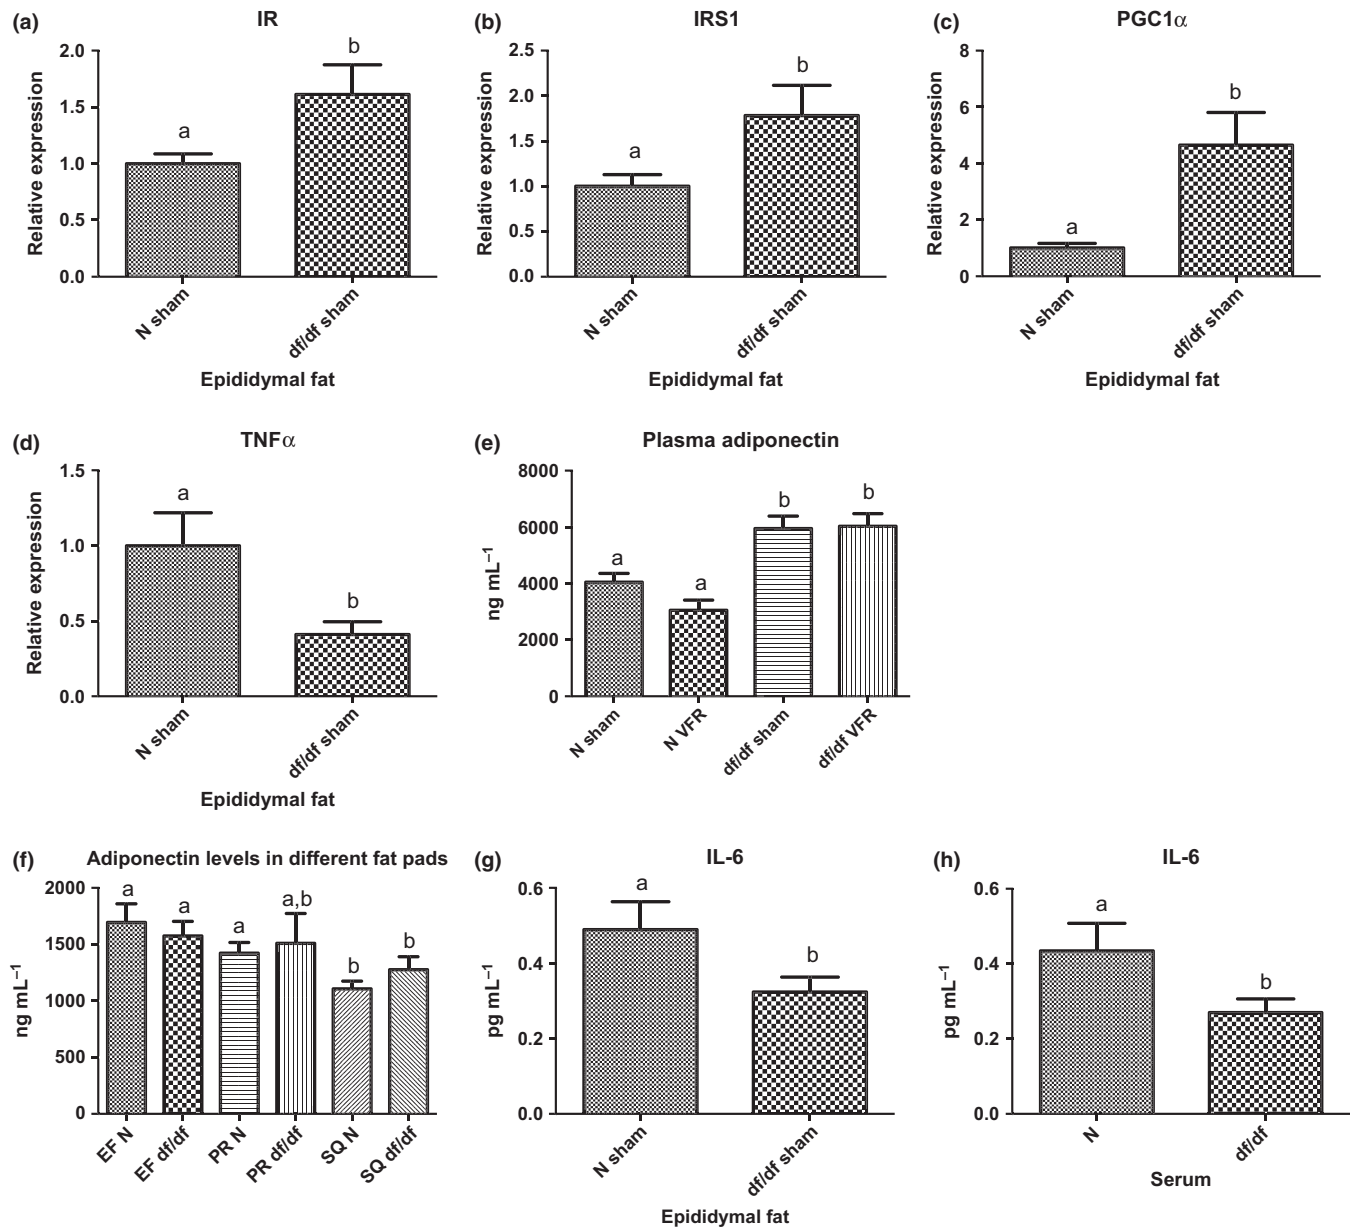 (a)
IR
Relative expression
2.0
1.5
1.0
0.5
0.0
a
b
N sham
df/df sham
Epididymal fat
(b)
IRS1
Relative expression
2.5
2.0
1.5
1.0
0.5
0.0
a
b
N sham
df/df sham
Epididymal fat
(c)
PGC1α
Relative expression
8
6
4
2
0
a
b
N sham
df/df sham
Epididymal fat
(d)
TNFα
Relative expression
1.5
1.0
0.5
0.0
a
b
N sham
df/df sham
Epididymal fat
(e)
Plasma adiponectin
ng mL⁻¹
8000
6000
4000
2000
0
a
a
b
b
N sham
N VFR
df/df sham
df/df VFR
(f)
Adiponectin levels in different fat pads
ng mL⁻¹
2000
1500
1000
500
0
a
a
a
a,b
b
b
EF N
EF df/df
PR N
PR df/df
SQ N
SQ df/df
(g)
IL-6
pg mL⁻¹
0.6
0.4
0.2
0.0
a
b
N sham
df/df sham
Epididymal fat
(h)
IL-6
pg mL⁻¹
0.6
0.4
0.2
0.0
a
b
N
df/df
Serum